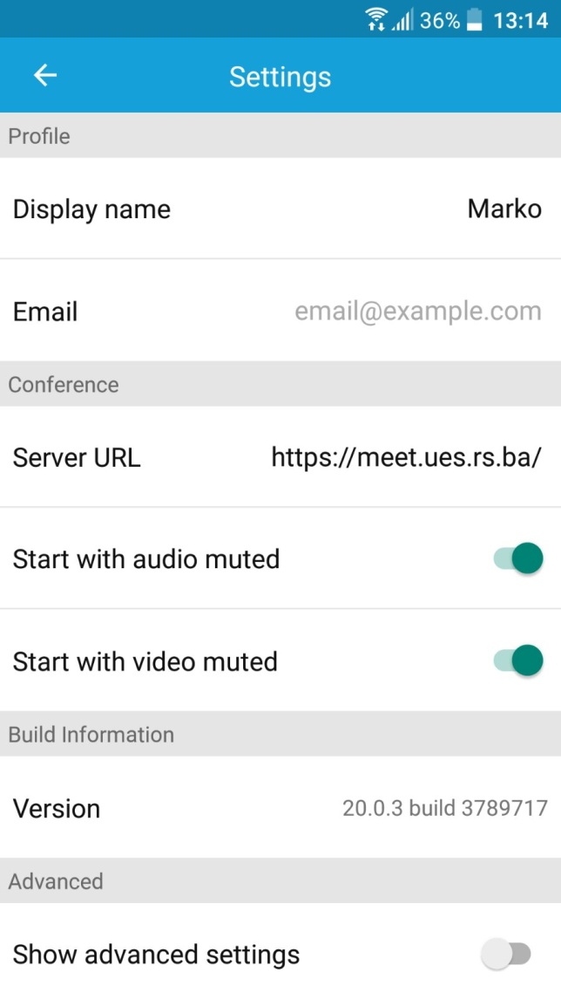 36% 13:14
Settings
Profile
Display name Marko
Email email@example.com
Conference
Server URL https://meet.ues.rs.ba/
Start with audio muted
Start with video muted
Build Information
Version 20.0.3 build 3789717
Advanced
Show advanced settings